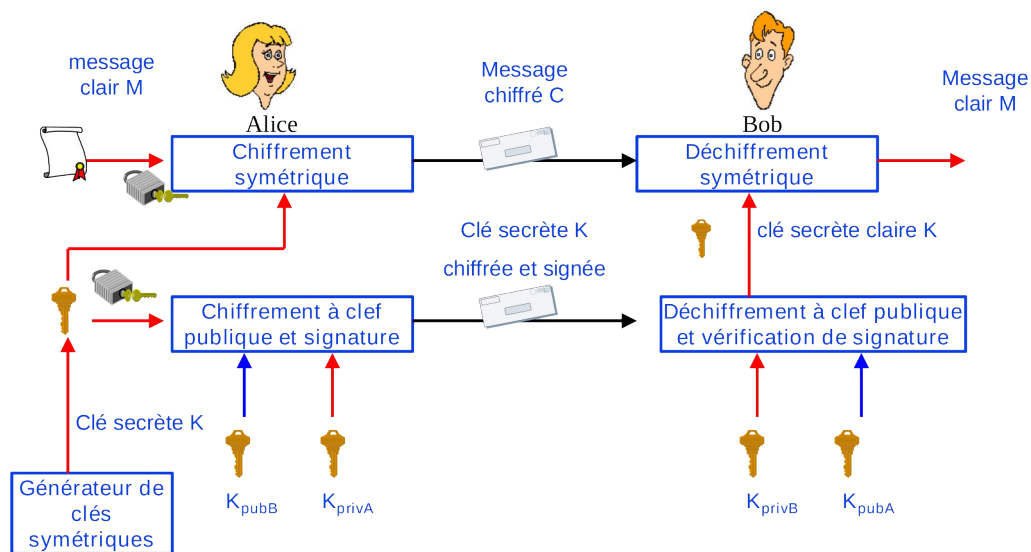 message
clair M
Alice
Message
chiffré C
Bob
Message
clair M
Chiffrement
symétrique
Déchiffrement
symétrique
Clé secrète K
chiffrée et signée
clé secrète claire K
Chiffrement à clef
publique et signature
Déchiffrement à clef publique
et vérification de signature
Clé secrète K
Générateur de
clés
symétriques
KpubB
KprivA
KprivB
KpubA